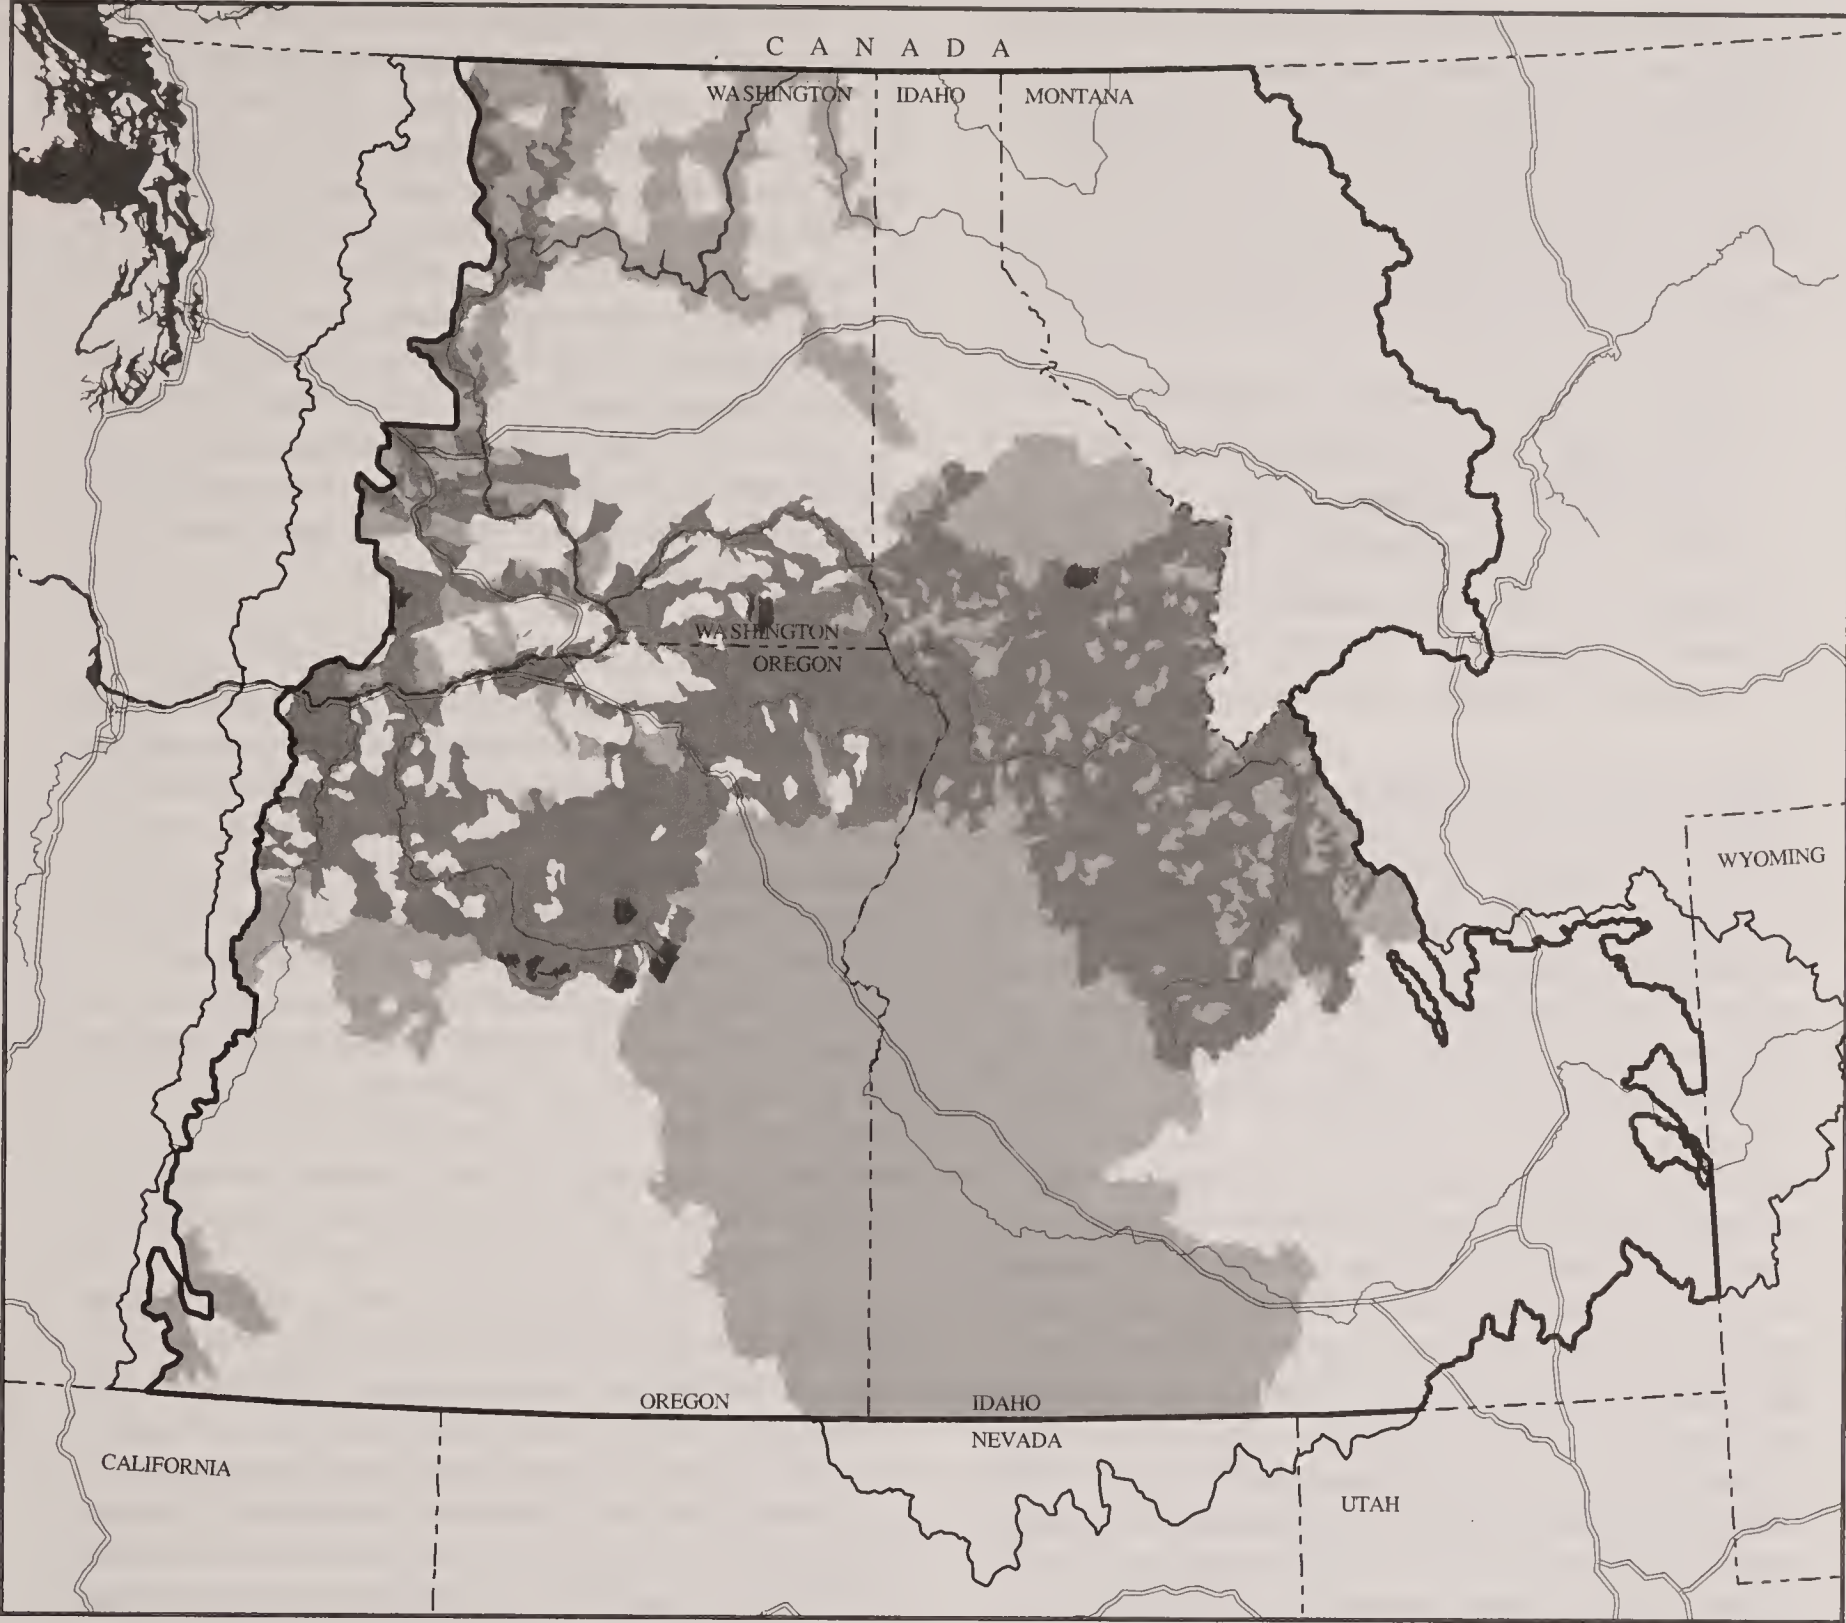 C A N A D A
WASHINGTON IDAHO MONTANA
WASHINGTON
OREGON
WYOMING
OREGON IDAHO
NEVADA
CALIFORNIA
UTAH